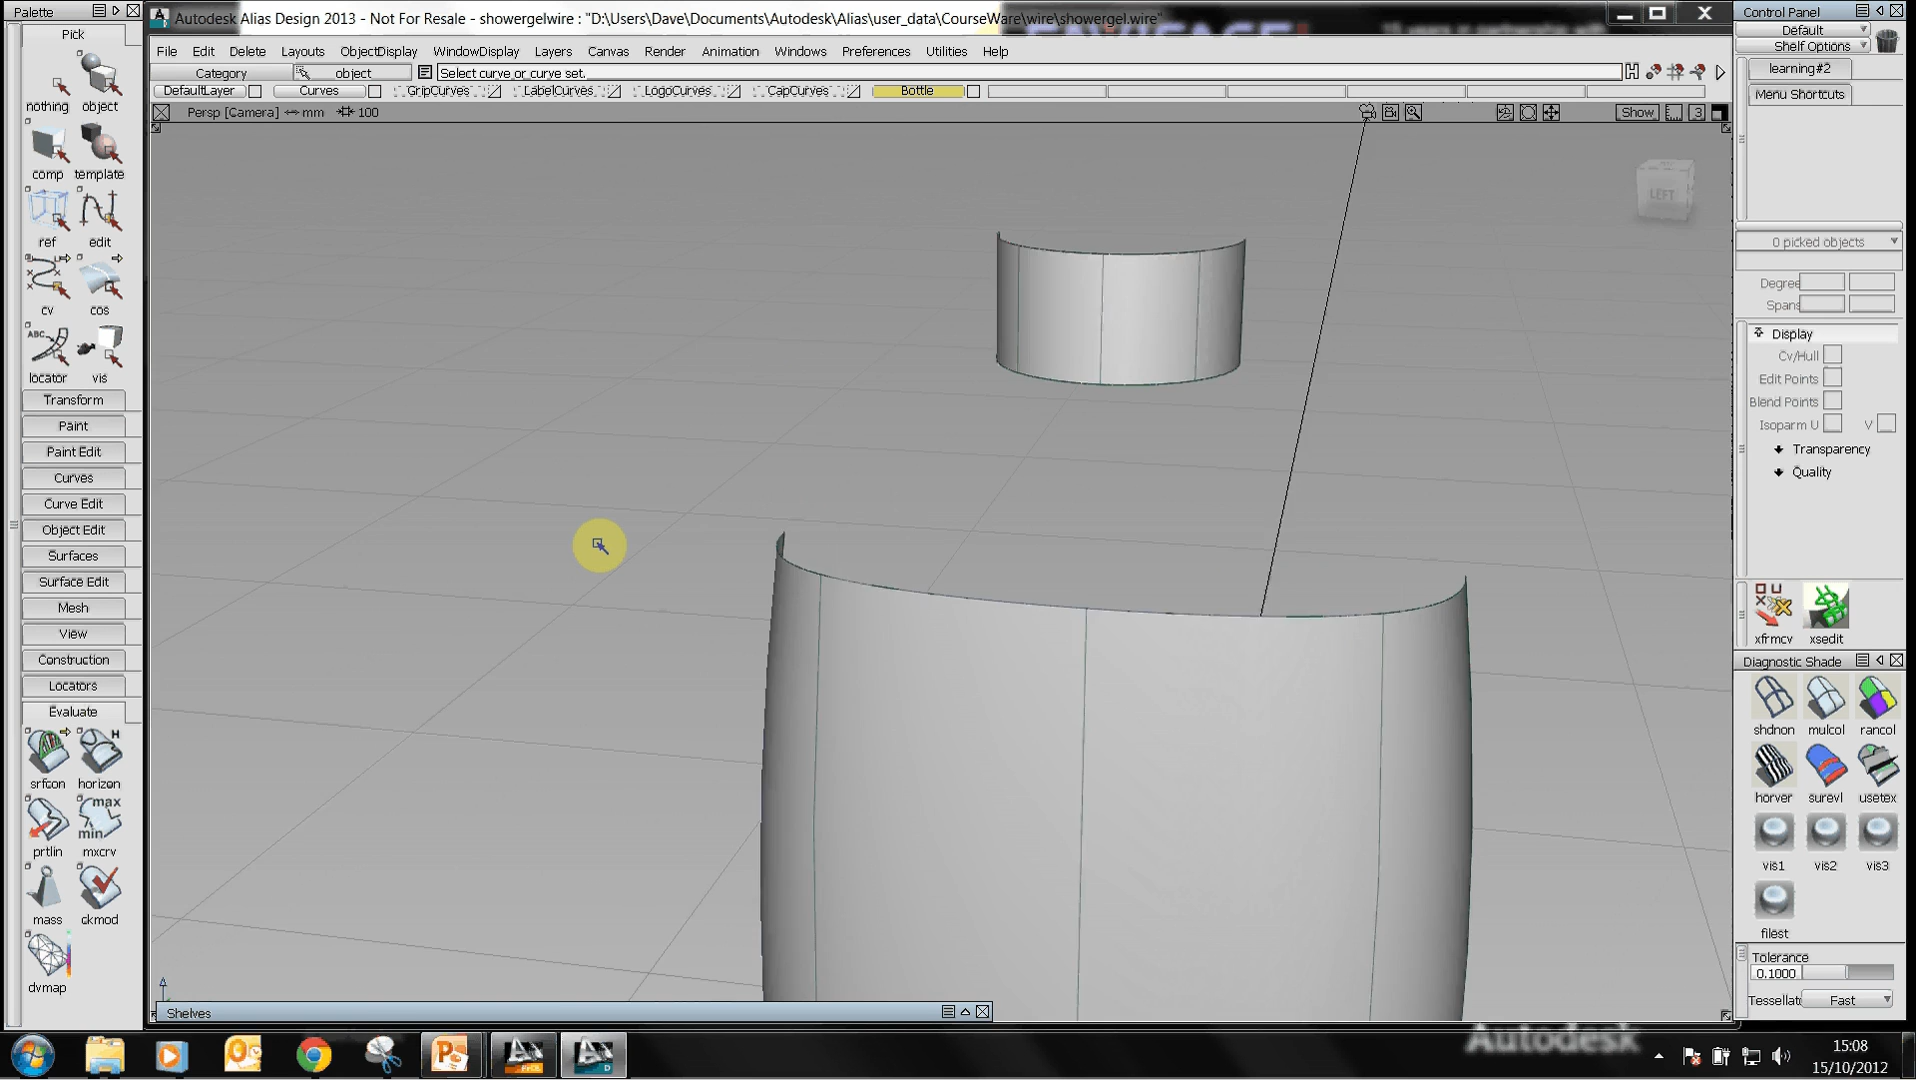 Palette
Autodesk Alias Design 2013 - Not For Resale - showergelwire : "D:\Users\Dave\Documents\Autodesk\Alias\user_data\CourseWare\wire\showergel.wire"
Control Panel
Pick
File Edit Delete Layouts ObjectDisplay WindowDisplay Layers Canvas Render Animation Windows Preferences Utilities Help
Default
Shelf Options
Category object Select curve or curve set.
DefaultLayer Curves GripCurves LabelCurves LogoCurves CapCurves Bottle
Persp [Camera] mm 100
Show 3
learning#2
Menu Shortcuts
nothing object
comp template
ref edit
cv cos
locator vis
Transform
Paint
Paint Edit
Curves
Curve Edit
Object Edit
Surfaces
Surface Edit
Mesh
View
Construction
Locators
Evaluate
srfcon horizon
H
max
min
prtlin mxcrv
mass ckmod
dvmap
ABC
LEFT
0 picked objects
Degree
Spans
Display
Cv/Hull
Edit Points
Blend Points
Isoparm U V
Transparency
Quality
xfrmcv xsedit
Diagnostic Shade
shdnon mulcol rancol
horver surevl usetex
vis1 vis2 vis3
filest
Tolerance
0.1000
Tessellat Fast
Shelves
Autodesk
15:08
15/10/2012